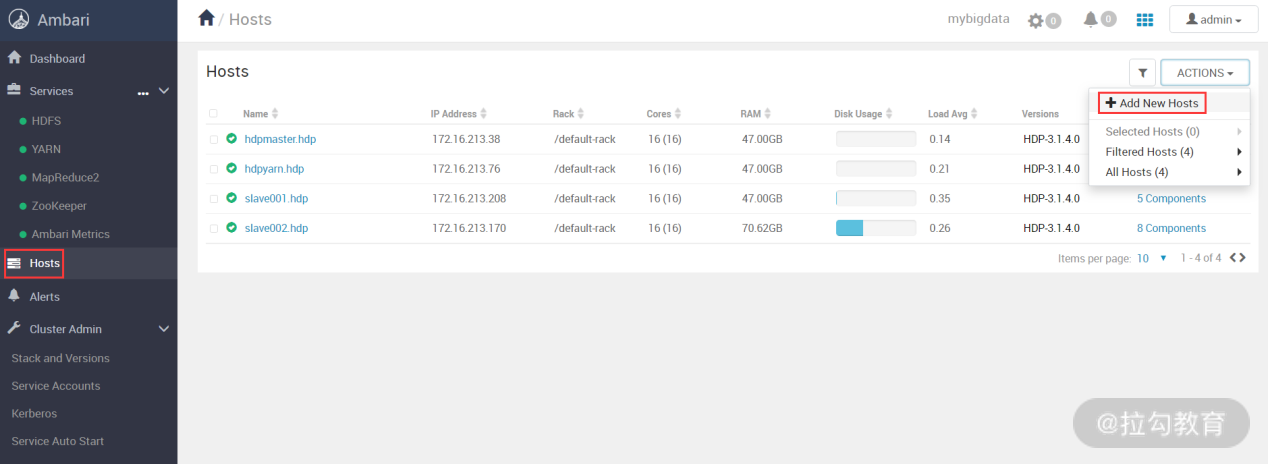 Ambari
/ Hosts
mybigdata
0
0
admin
Dashboard
Services
...
HDFS
YARN
MapReduce2
ZooKeeper
Ambari Metrics
Hosts
Alerts
Cluster Admin
Stack and Versions
Service Accounts
Kerberos
Service Auto Start
Hosts
ACTIONS
Add New Hosts
Selected Hosts (0)
Filtered Hosts (4)
All Hosts (4)
Name IP Address Rack Cores RAM Disk Usage Load Avg Versions
hdpmaster.hdp 172.16.213.38 /default-rack 16 (16) 47.00GB 0.14 HDP-3.1.4.0
hdpyarn.hdp 172.16.213.76 /default-rack 16 (16) 47.00GB 0.21 HDP-3.1.4.0
slave001.hdp 172.16.213.208 /default-rack 16 (16) 47.00GB 0.35 HDP-3.1.4.0 5 Components
slave002.hdp 172.16.213.170 /default-rack 16 (16) 70.62GB 0.26 HDP-3.1.4.0 8 Components
Items per page: 10 1 - 4 of 4
@拉勾教育